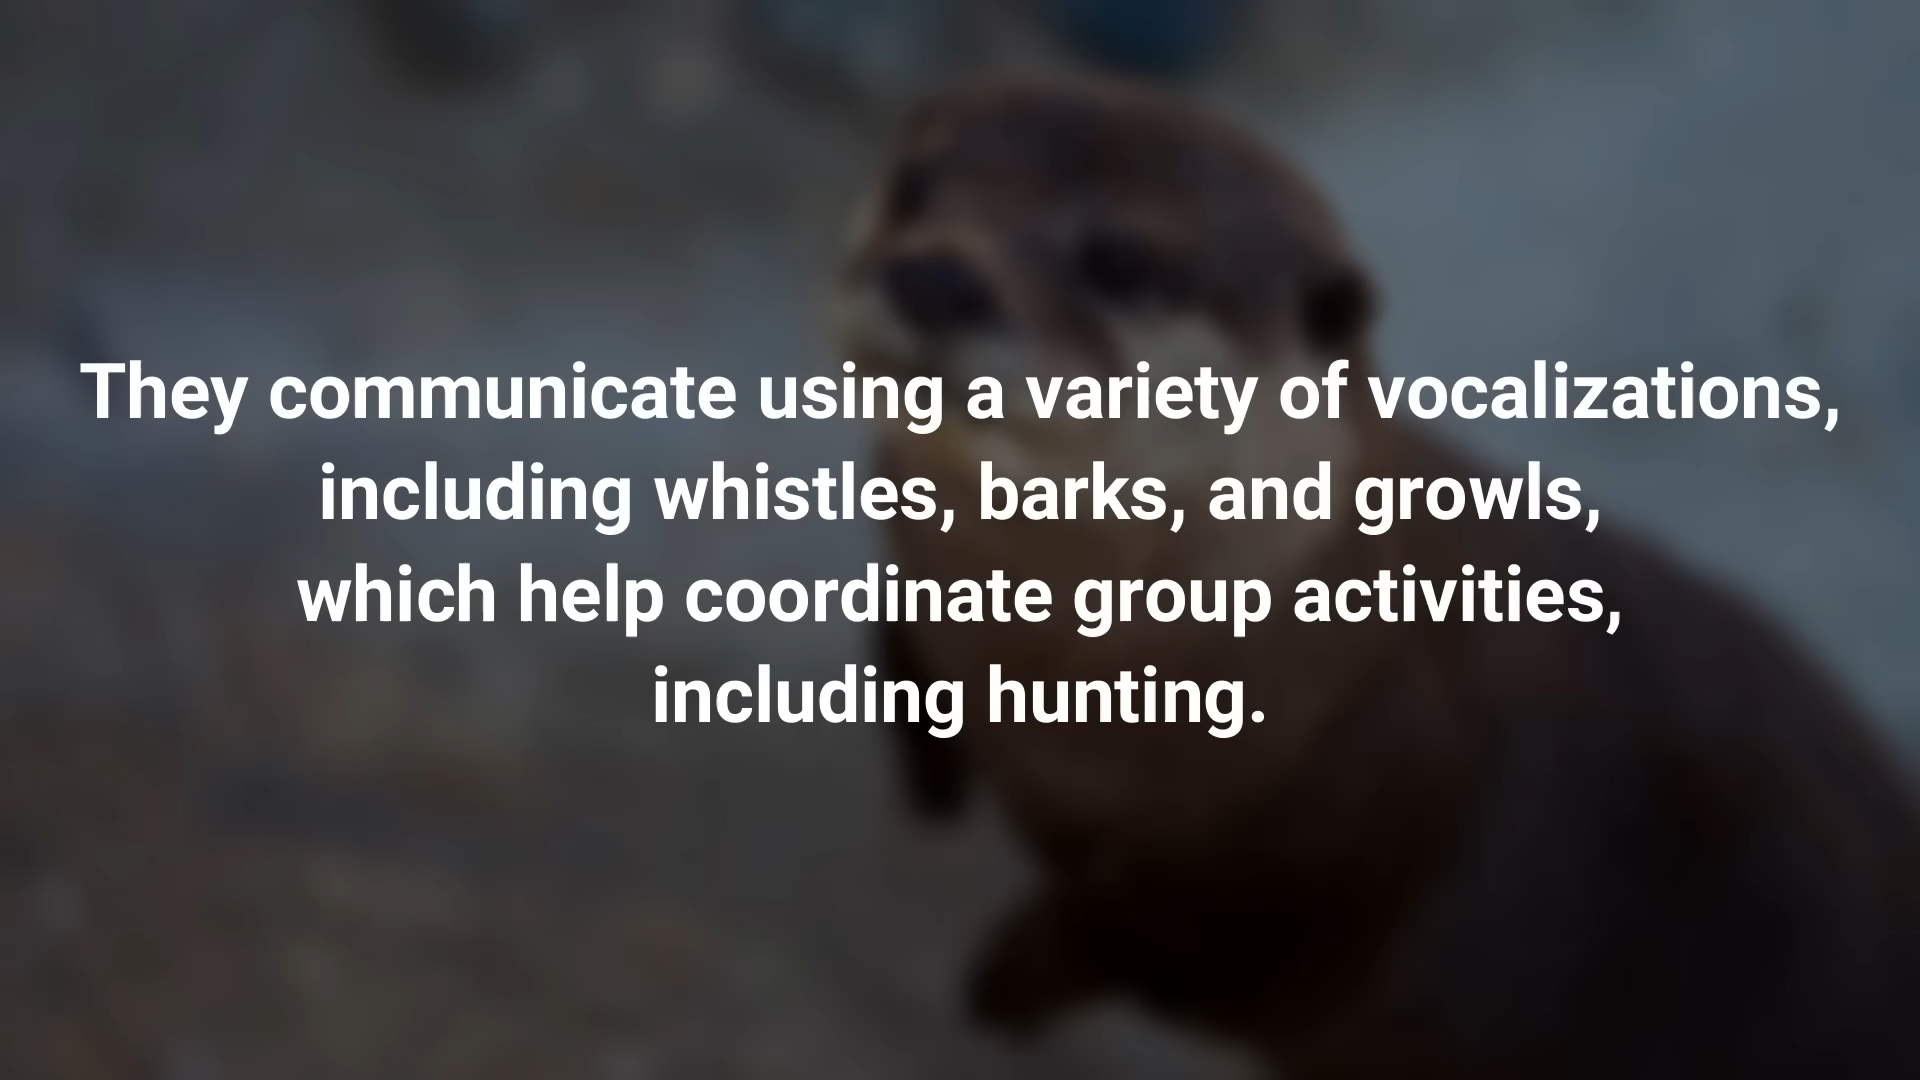 They communicate using a variety of vocalizations,
including whistles, barks, and growls,
which help coordinate group activities,
including hunting.